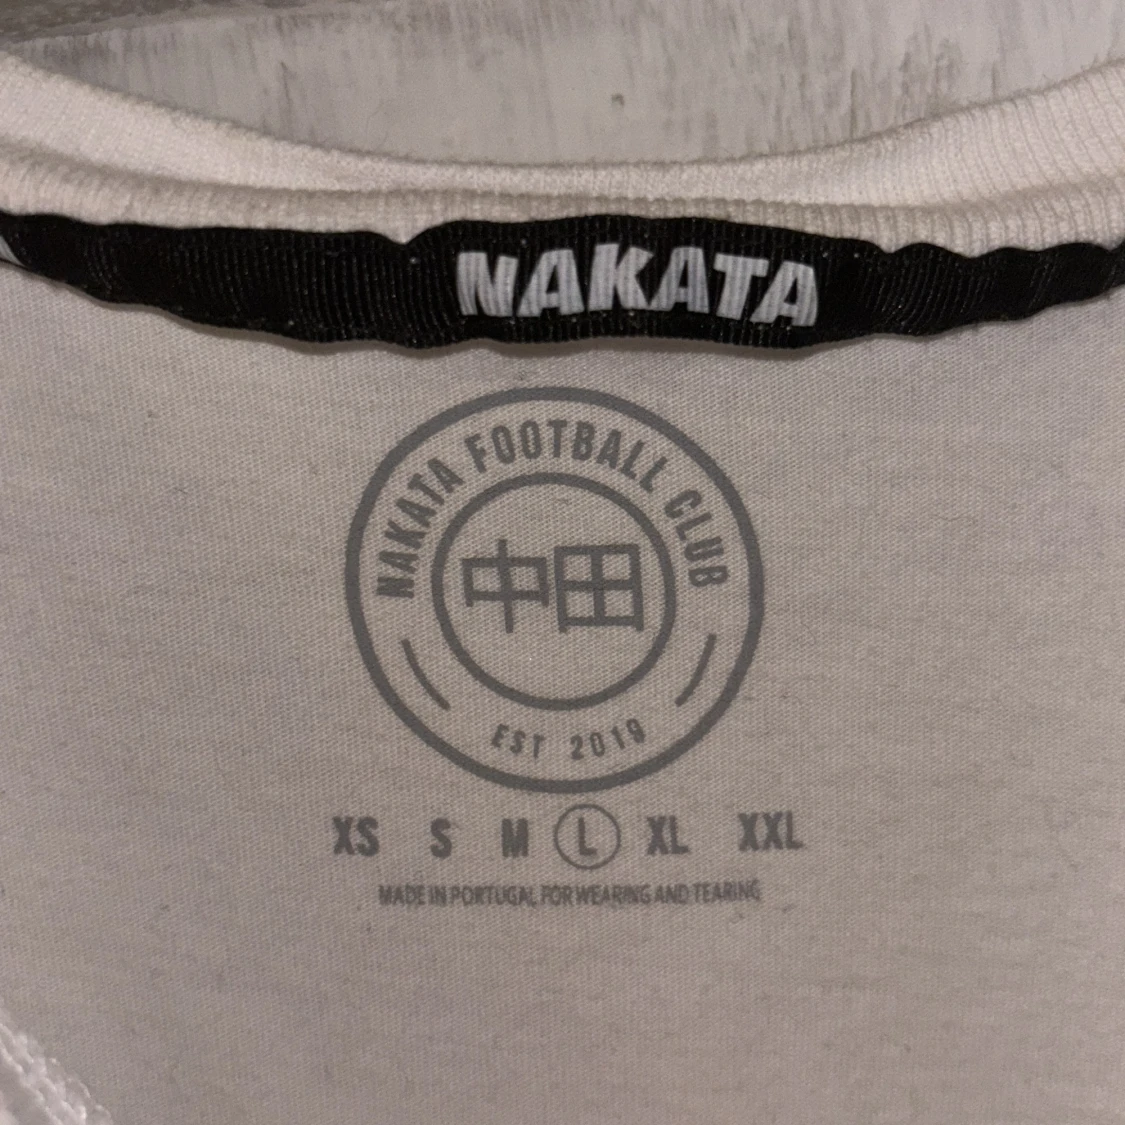 NAKATA
NAKATA FOOTBALL CLUB
中田
EST 2019
XS S M L XL XXL
MADE IN PORTUGAL FOR WEARING AND TEARING